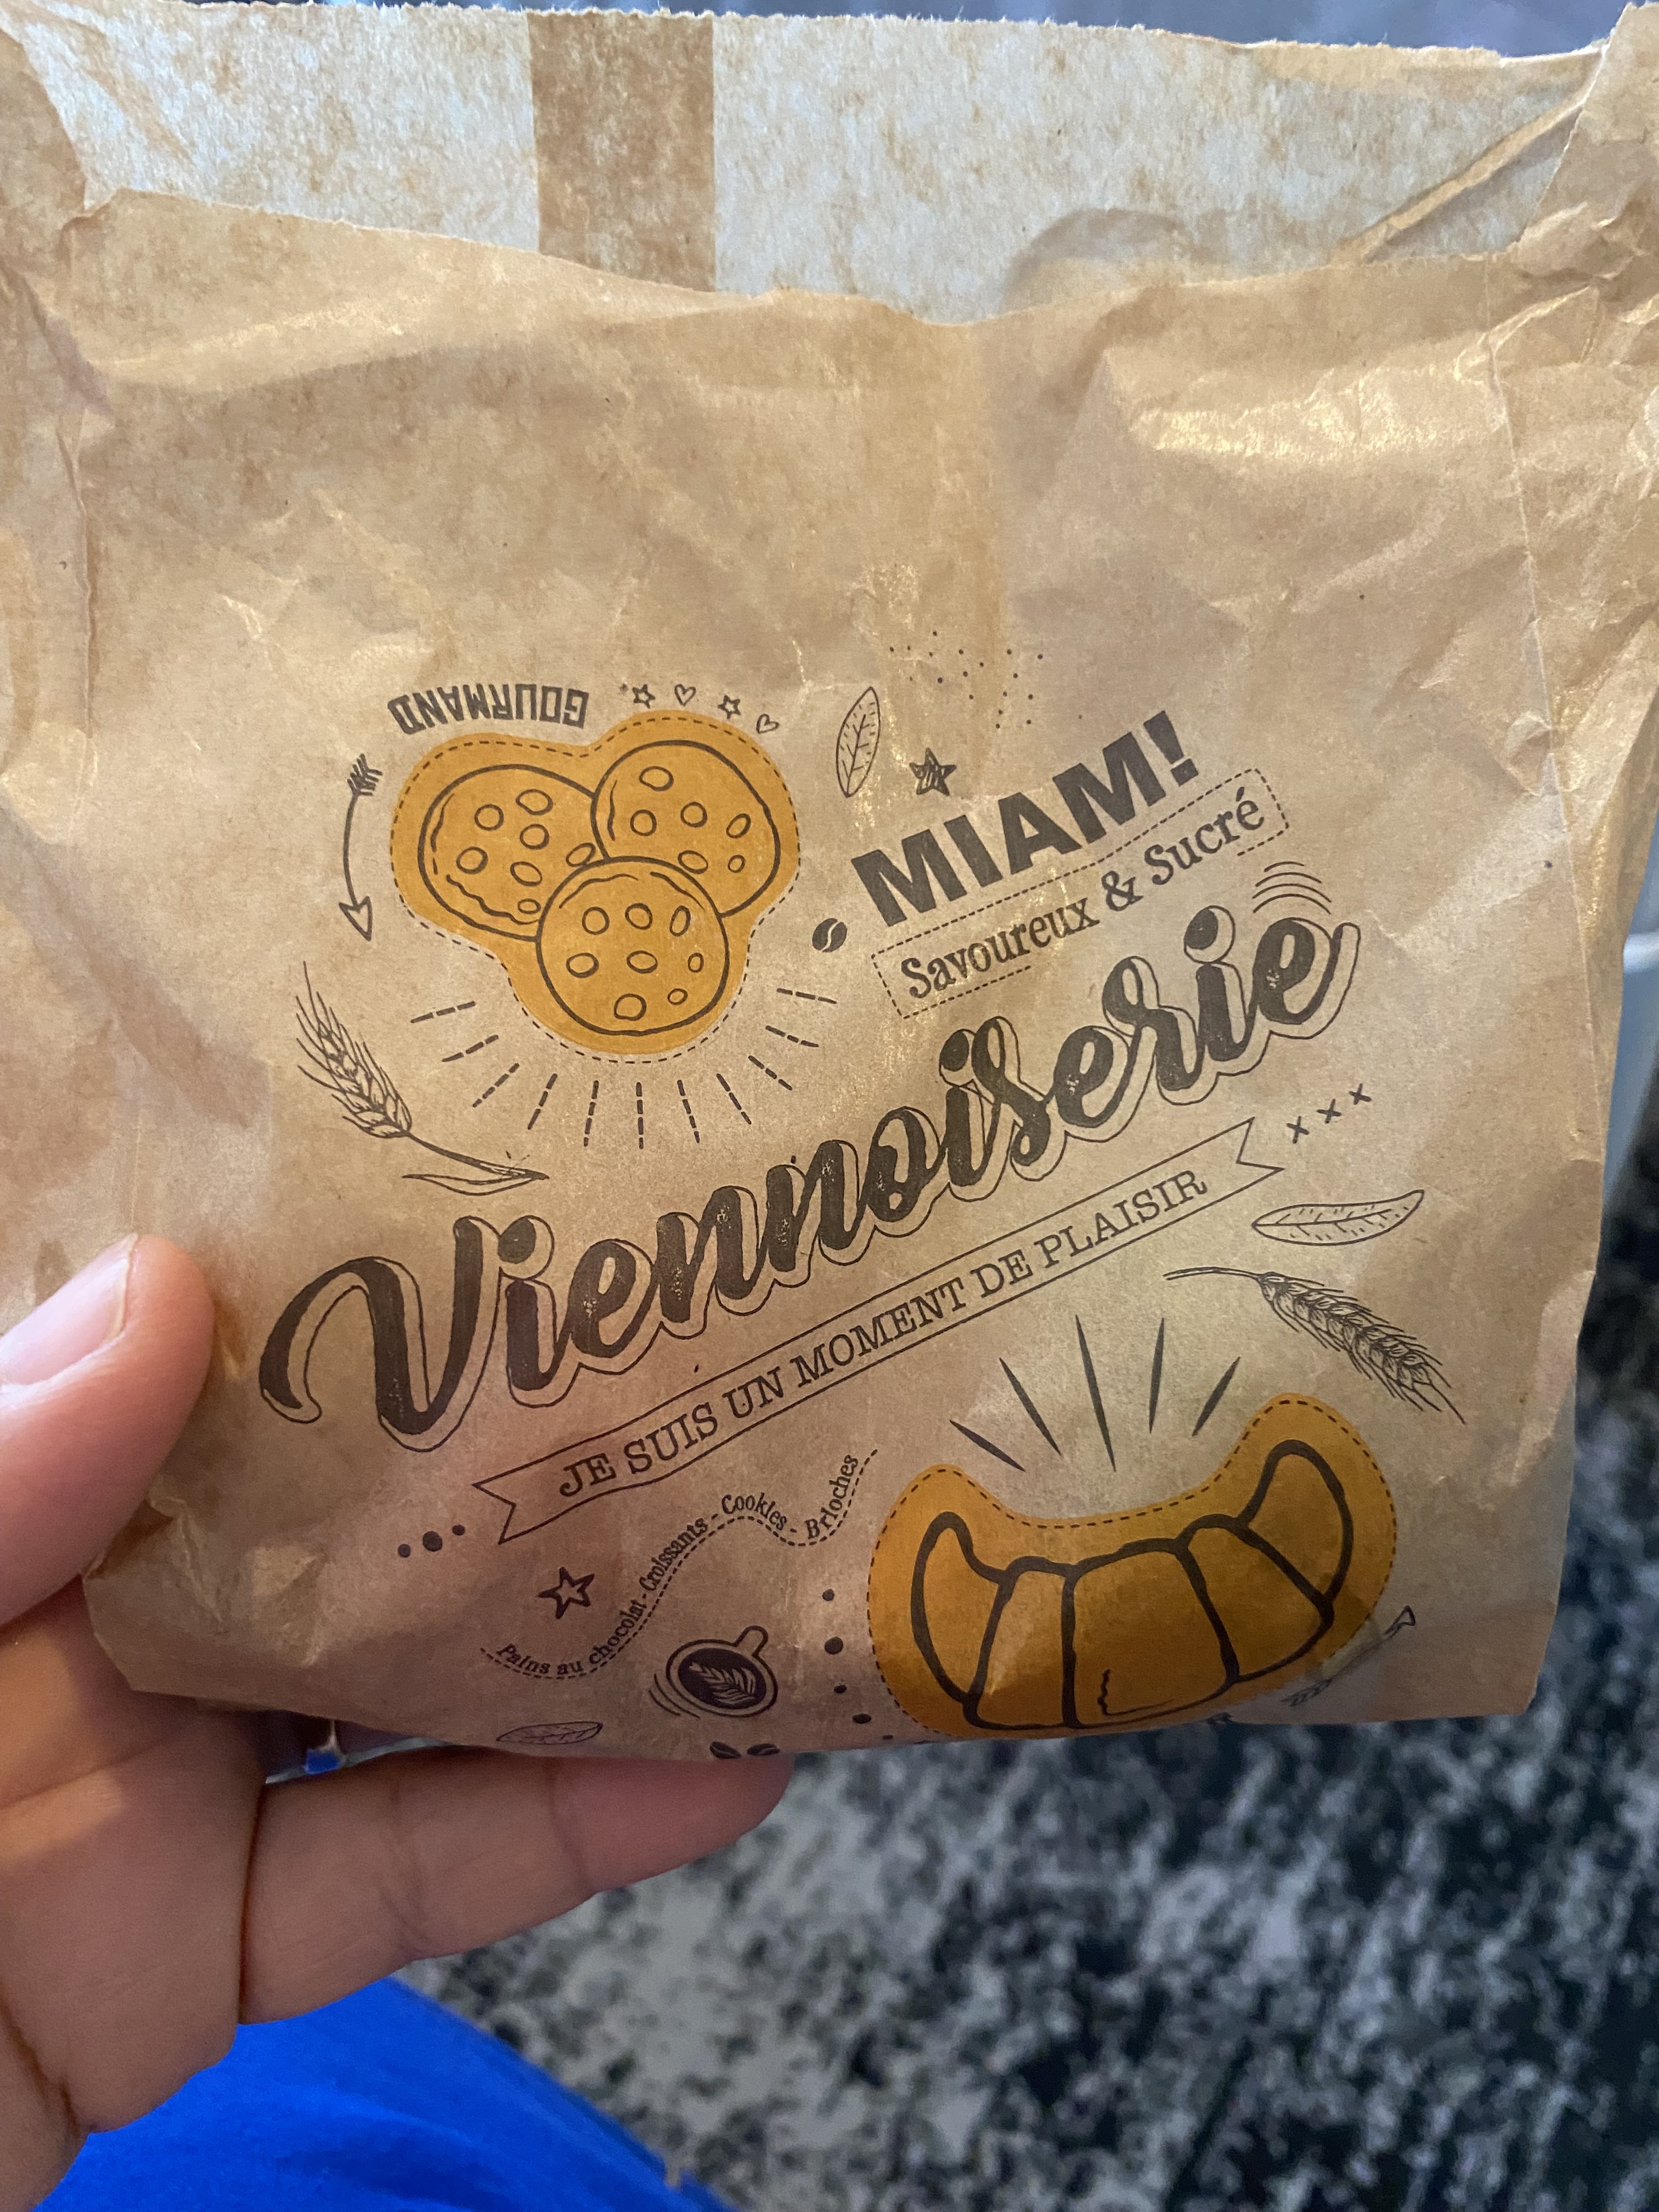 GOURMAND
MIAM!
Savoureux & Sucré
Viennoiserie
JE SUIS UN MOMENT DE PLAISIR
Pains au chocolat - Croissants - Cookies - Brioches